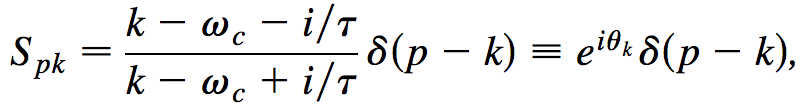 S_{pk} = \frac{k - \omega_c - i/\tau}{k - \omega_c + i/\tau} \delta(p - k) \equiv e^{i\theta_k} \delta(p - k),